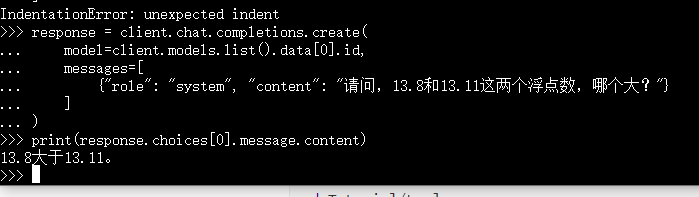 IndentationError: unexpected indent
>>> response = client.chat.completions.create(
...     model=client.models.list().data[0].id,
...     messages=[
...         {"role": "system", "content": "请问，13.8和13.11这两个浮点数，哪个大？"}
...     ]
... )
>>> print(response.choices[0].message.content)
13.8大于13.11。
>>>